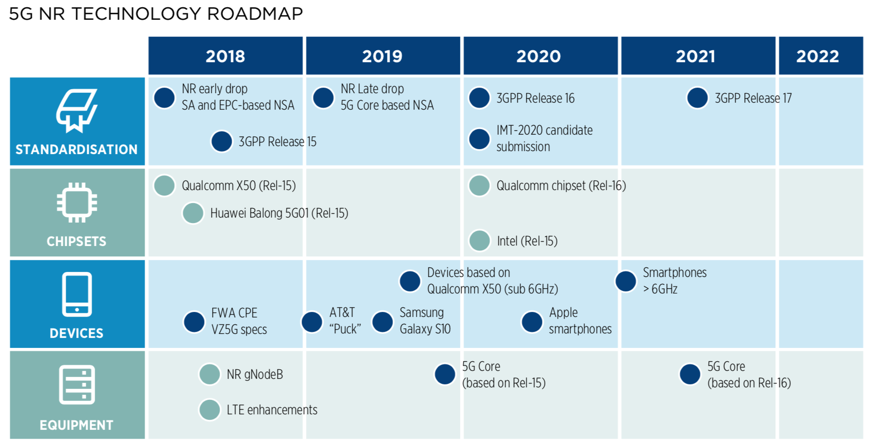 5G NR TECHNOLOGY ROADMAP
2018
2019
2020
2021
2022
STANDARDISATION
NR early drop
SA and EPC-based NSA
3GPP Release 15
NR Late drop
5G Core based NSA
3GPP Release 16
IMT-2020 candidate
submission
3GPP Release 17
CHIPSETS
Qualcomm X50 (Rel-15)
Huawei Balong 5G01 (Rel-15)
Qualcomm chipset (Rel-16)
Intel (Rel-15)
DEVICES
FWA CPE
VZ5G specs
AT&T
“Puck”
Devices based on
Qualcomm X50 (sub 6GHz)
Samsung
Galaxy S10
Apple
smartphones
Smartphones
> 6GHz
EQUIPMENT
NR gNodeB
LTE enhancements
5G Core
(based on Rel-15)
5G Core
(based on Rel-16)